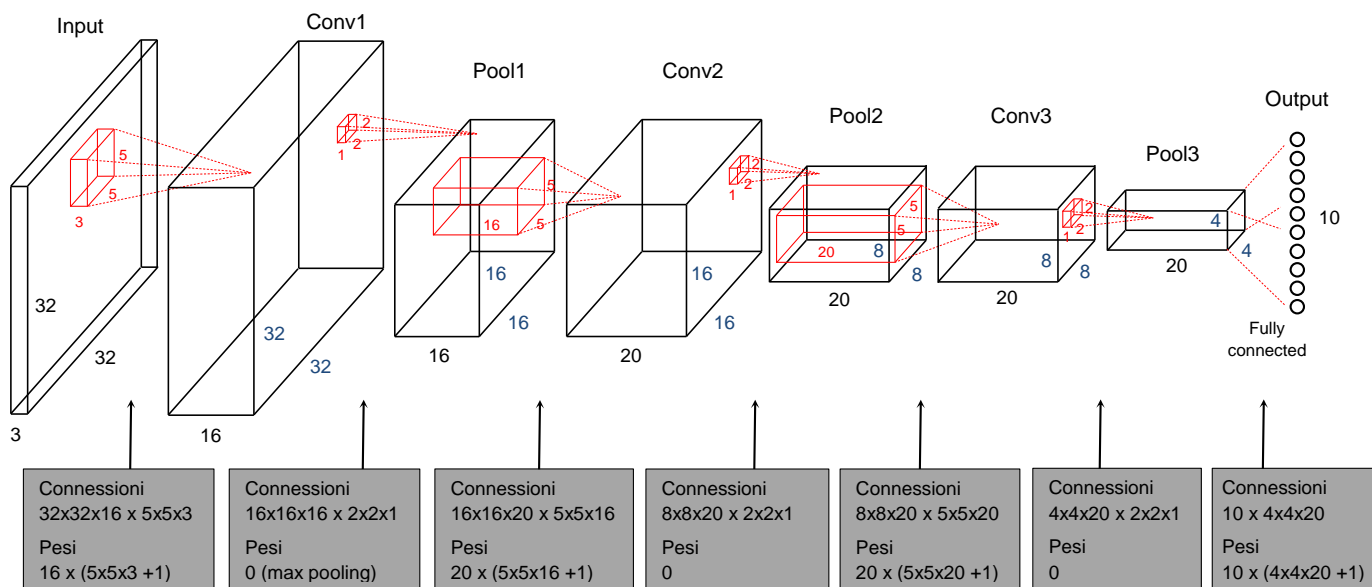 Input
Conv1
Pool1
Conv2
Pool2
Conv3
Pool3
Output
5
5
3
32
32
3
2
2
1
32
32
16
16
5
5
16
16
16
2
2
1
16
16
20
5
5
20
8
8
20
2
2
1
8
8
20
4
4
20
10
Fully
connected
Connessioni
32x32x16 x 5x5x3
Pesi
16 x (5x5x3 +1)
Connessioni
16x16x16 x 2x2x1
Pesi
0 (max pooling)
Connessioni
16x16x20 x 5x5x16
Pesi
20 x (5x5x16 +1)
Connessioni
8x8x20 x 2x2x1
Pesi
0
Connessioni
8x8x20 x 5x5x20
Pesi
20 x (5x5x20 +1)
Connessioni
4x4x20 x 2x2x1
Pesi
0
Connessioni
10 x 4x4x20
Pesi
10 x (4x4x20 +1)